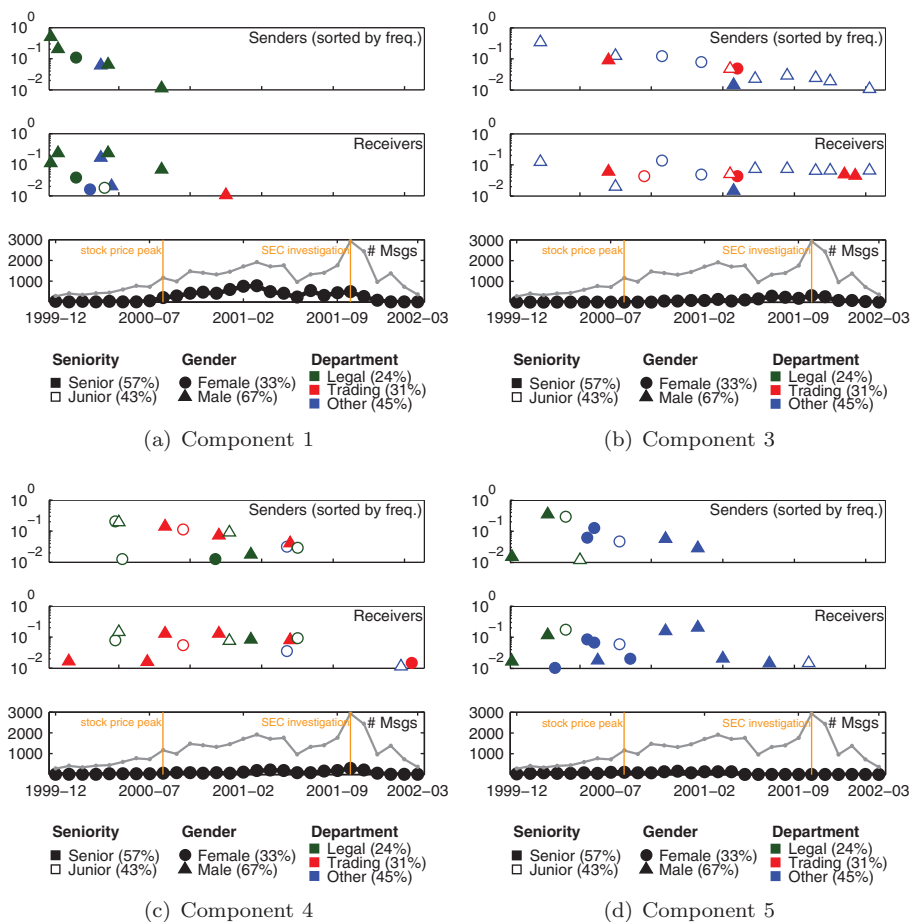 10^0
Senders (sorted by freq.)
10^-1
10^-2
10^0
Receivers
10^-1
10^-2
3000
stock price peak
SEC investigation
# Msgs
2000
1000
1999-12 2000-07 2001-02 2001-09 2002-03
Seniority Gender Department
Senior (57%) Female (33%) Legal (24%)
Junior (43%) Male (67%) Trading (31%)
Other (45%)
(a) Component 1
10^0
Senders (sorted by freq.)
10^-1
10^-2
10^0
Receivers
10^-1
10^-2
3000
stock price peak
SEC investigation
# Msgs
2000
1000
1999-12 2000-07 2001-02 2001-09 2002-03
Seniority Gender Department
Senior (57%) Female (33%) Legal (24%)
Junior (43%) Male (67%) Trading (31%)
Other (45%)
(b) Component 3
10^0
Senders (sorted by freq.)
10^-1
10^-2
10^0
Receivers
10^-1
10^-2
3000
stock price peak
SEC investigation
# Msgs
2000
1000
1999-12 2000-07 2001-02 2001-09 2002-03
Seniority Gender Department
Senior (57%) Female (33%) Legal (24%)
Junior (43%) Male (67%) Trading (31%)
Other (45%)
(c) Component 4
10^0
Senders (sorted by freq.)
10^-1
10^-2
10^0
Receivers
10^-1
10^-2
3000
stock price peak
SEC investigation
# Msgs
2000
1000
1999-12 2000-07 2001-02 2001-09 2002-03
Seniority Gender Department
Senior (57%) Female (33%) Legal (24%)
Junior (43%) Male (67%) Trading (31%)
Other (45%)
(d) Component 5